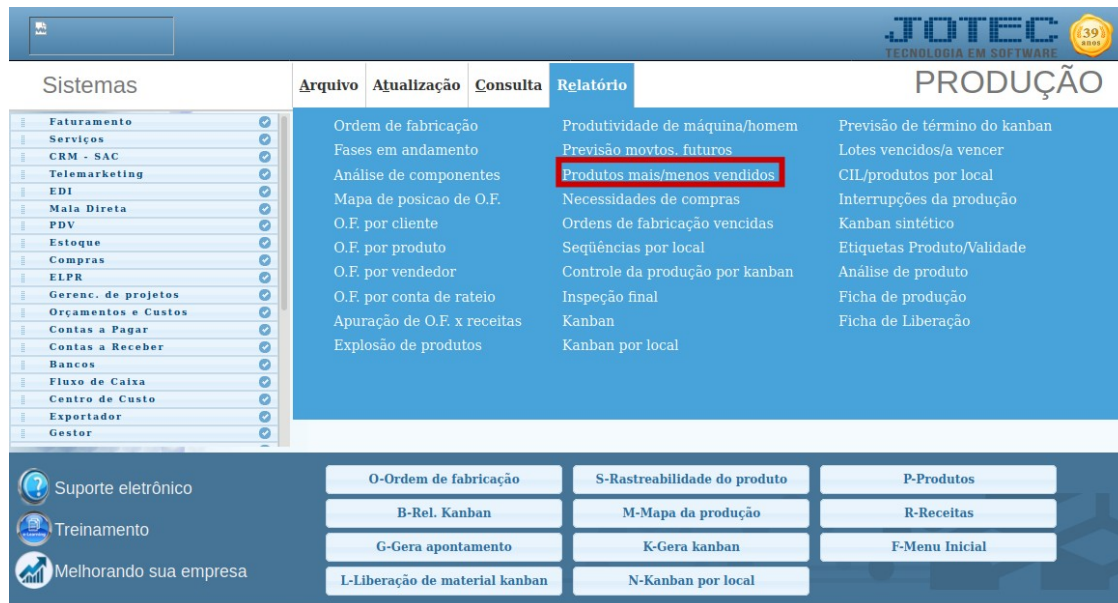 JOTEC
39
anos
TECNOLOGIA EM SOFTWARE
Sistemas
Arquivo Atualização Consulta Relatório
PRODUÇÃO
Faturamento
Serviços
CRM - SAC
Telemarketing
EDI
Mala Direta
PDV
Estoque
Compras
ELPR
Gerenc. de projetos
Orçamentos e Custos
Contas a Pagar
Contas a Receber
Bancos
Fluxo de Caixa
Centro de Custo
Exportador
Gestor
Ordem de fabricação
Fases em andamento
Análise de componentes
Mapa de posicao de O.F.
O.F. por cliente
O.F. por produto
O.F. por vendedor
O.F. por conta de rateio
Apuração de O.F. x receitas
Explosão de produtos
Produtividade de máquina/homem
Previsão movtos. futuros
Produtos mais/menos vendidos
Necessidades de compras
Ordens de fabricação vencidas
Seqüências por local
Controle da produção por kanban
Inspeção final
Kanban
Kanban por local
Previsão de término do kanban
Lotes vencidos/a vencer
CIL/produtos por local
Interrupções da produção
Kanban sintético
Etiquetas Produto/Validade
Análise de produto
Ficha de produção
Ficha de Liberação
Suporte eletrônico
Treinamento
Melhorando sua empresa
O-Ordem de fabricação
S-Rastreabilidade do produto
P-Produtos
B-Rel. Kanban
M-Mapa da produção
R-Receitas
G-Gera apontamento
K-Gera kanban
F-Menu Inicial
L-Liberação de material kanban
N-Kanban por local